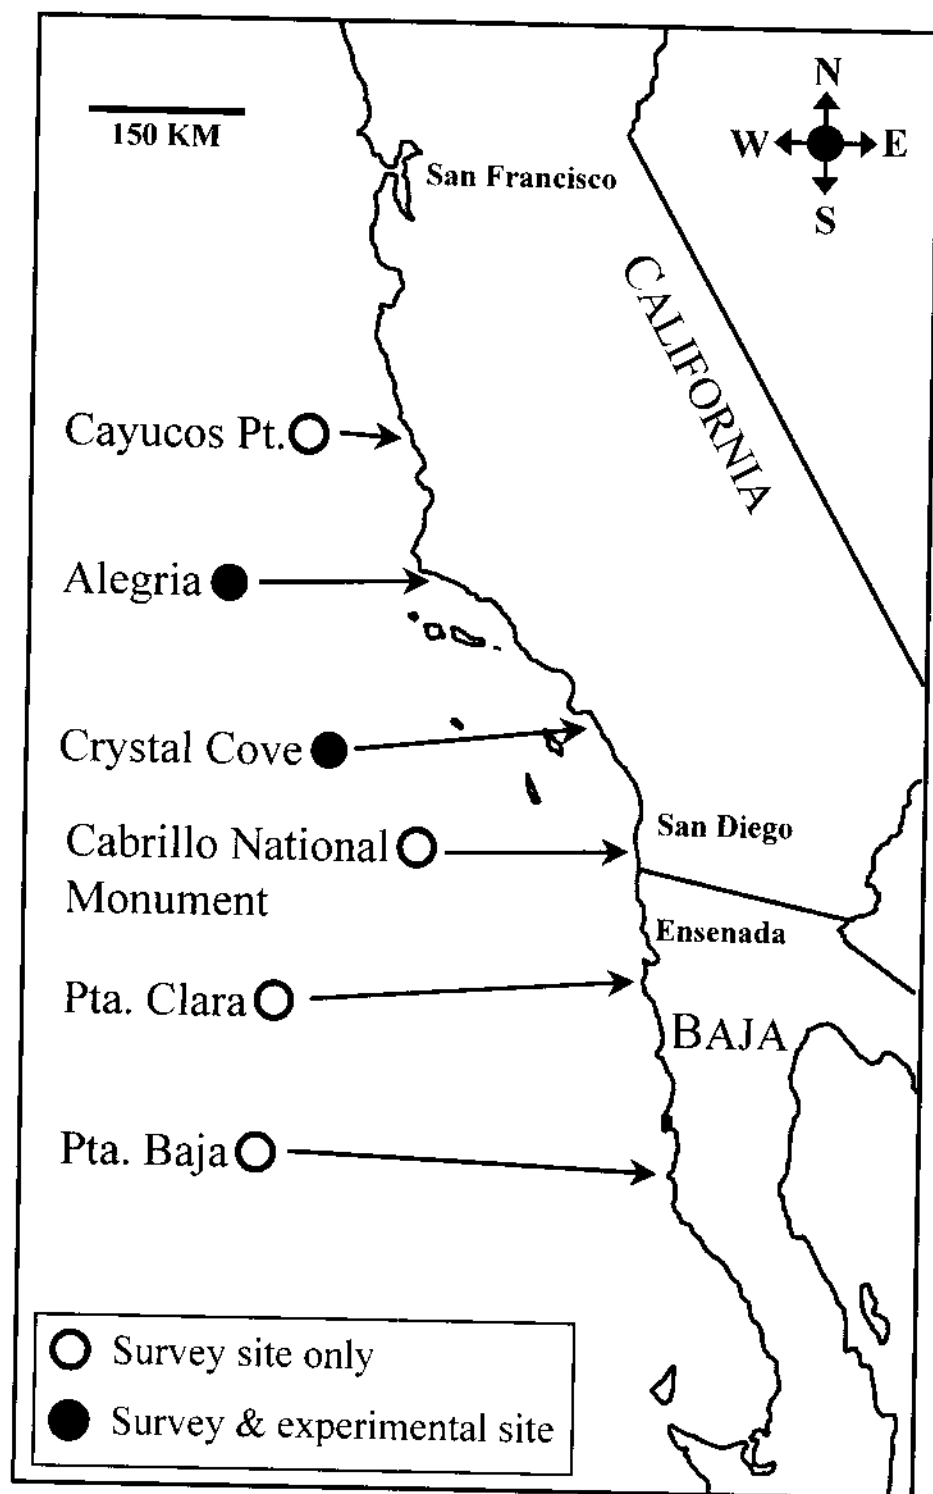 150 KM
N
W E
S
San Francisco
CALIFORNIA
Cayucos Pt.
Alegria
Crystal Cove
San Diego
Cabrillo National
Monument
Ensenada
Pta. Clara
BAJA
Pta. Baja
Survey site only
Survey & experimental site